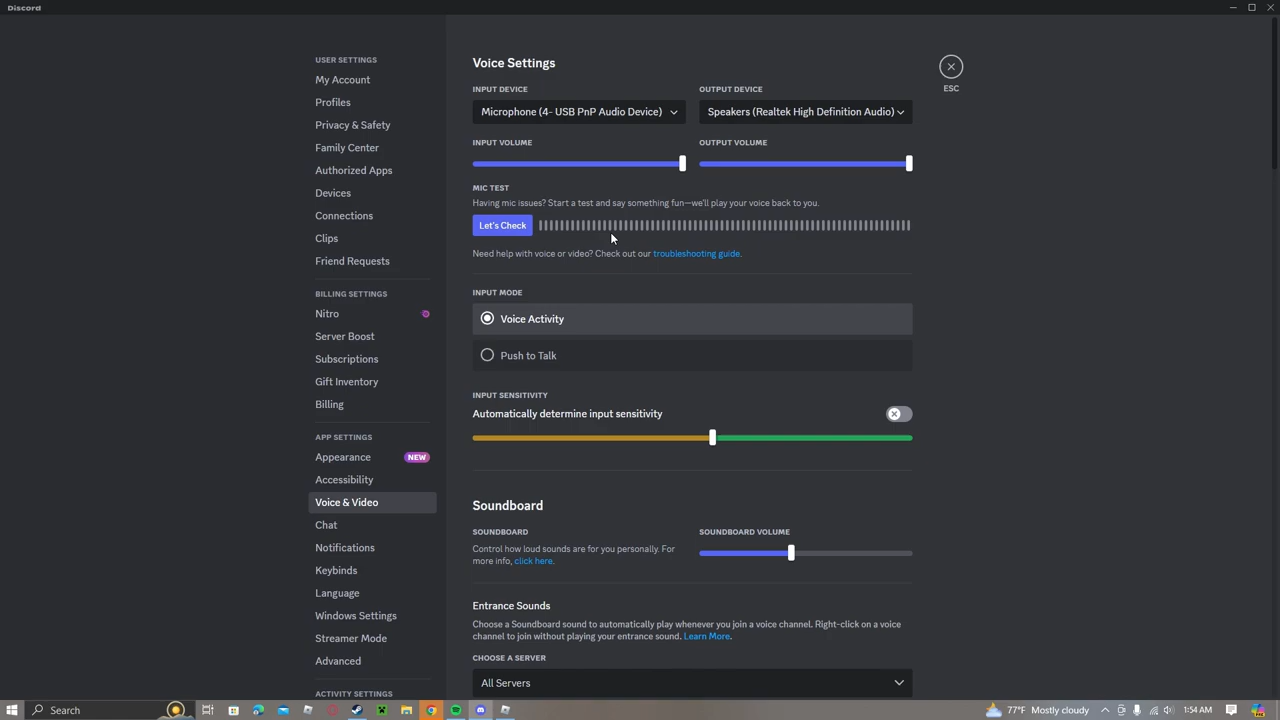 Discord
USER SETTINGS
My Account
Profiles
Privacy & Safety
Family Center
Authorized Apps
Devices
Connections
Clips
Friend Requests
BILLING SETTINGS
Nitro
Server Boost
Subscriptions
Gift Inventory
Billing
APP SETTINGS
Appearance NEW
Accessibility
Voice & Video
Chat
Notifications
Keybinds
Language
Windows Settings
Streamer Mode
Advanced
ACTIVITY SETTINGS
Voice Settings
ESC
INPUT DEVICE OUTPUT DEVICE
Microphone (4- USB PnP Audio Device) Speakers (Realtek High Definition Audio)
INPUT VOLUME OUTPUT VOLUME
MIC TEST
Having mic issues? Start a test and say something fun—we'll play your voice back to you.
Let's Check
Need help with voice or video? Check out our troubleshooting guide.
INPUT MODE
Voice Activity
Push to Talk
INPUT SENSITIVITY
Automatically determine input sensitivity
Soundboard
SOUNDBOARD SOUNDBOARD VOLUME
Control how loud sounds are for you personally. For
more info, click here.
Entrance Sounds
Choose a Soundboard sound to automatically play whenever you join a voice channel. Right-click on a voice
channel to join without playing your entrance sound. Learn More.
CHOOSE A SERVER
All Servers
Search 77°F Mostly cloudy 1:54 AM